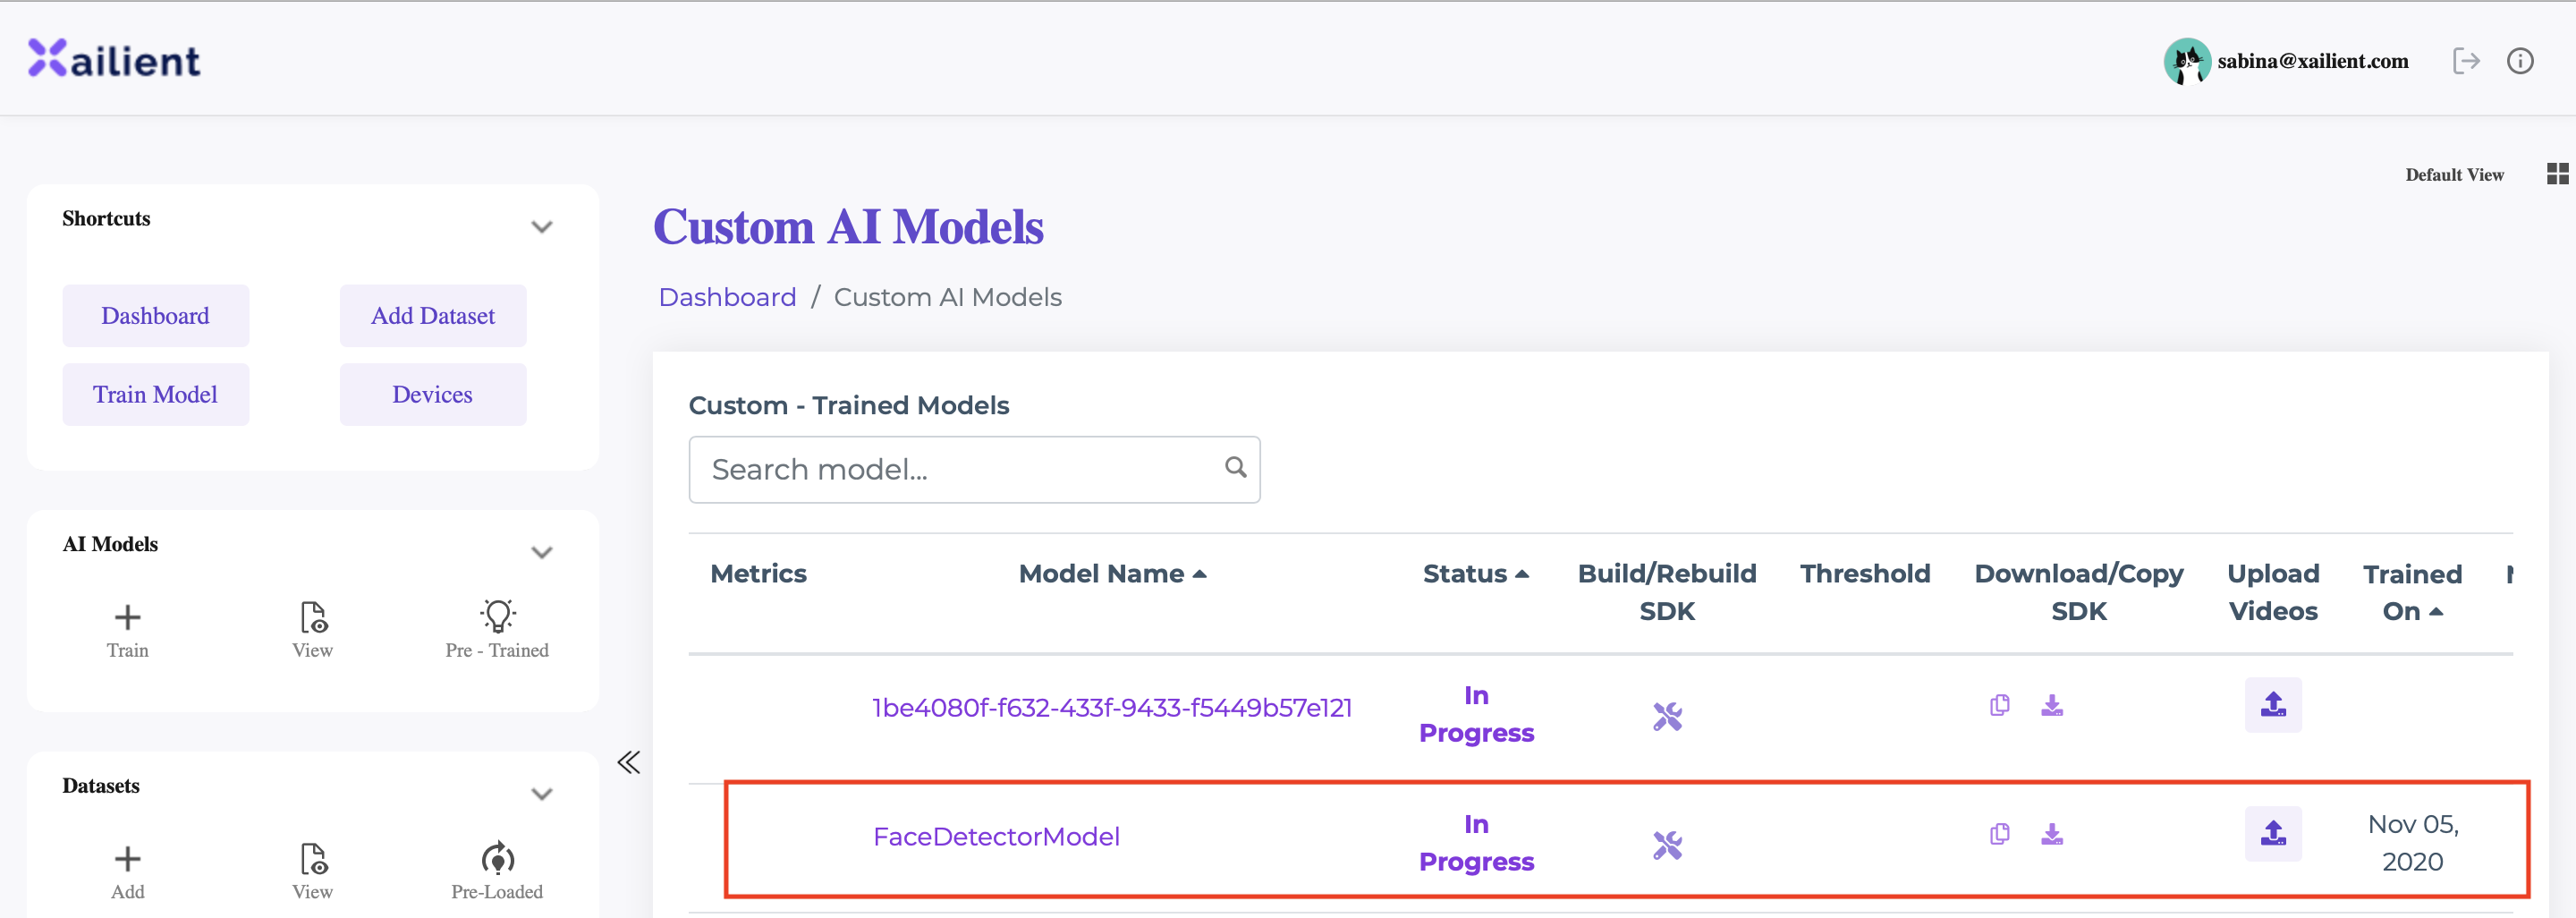 Xailient
sabina@xailient.com
Default View
Shortcuts
Dashboard
Add Dataset
Train Model
Devices
AI Models
Train
View
Pre - Trained
Datasets
Add
View
Pre-Loaded
Custom AI Models
Dashboard / Custom AI Models
Custom - Trained Models
Search model...
Metrics
Model Name
Status
Build/Rebuild
SDK
Threshold
Download/Copy
SDK
Upload
Videos
Trained
On
1be4080f-f632-433f-9433-f5449b57e121
In
Progress
FaceDetectorModel
In
Progress
Nov 05,
2020